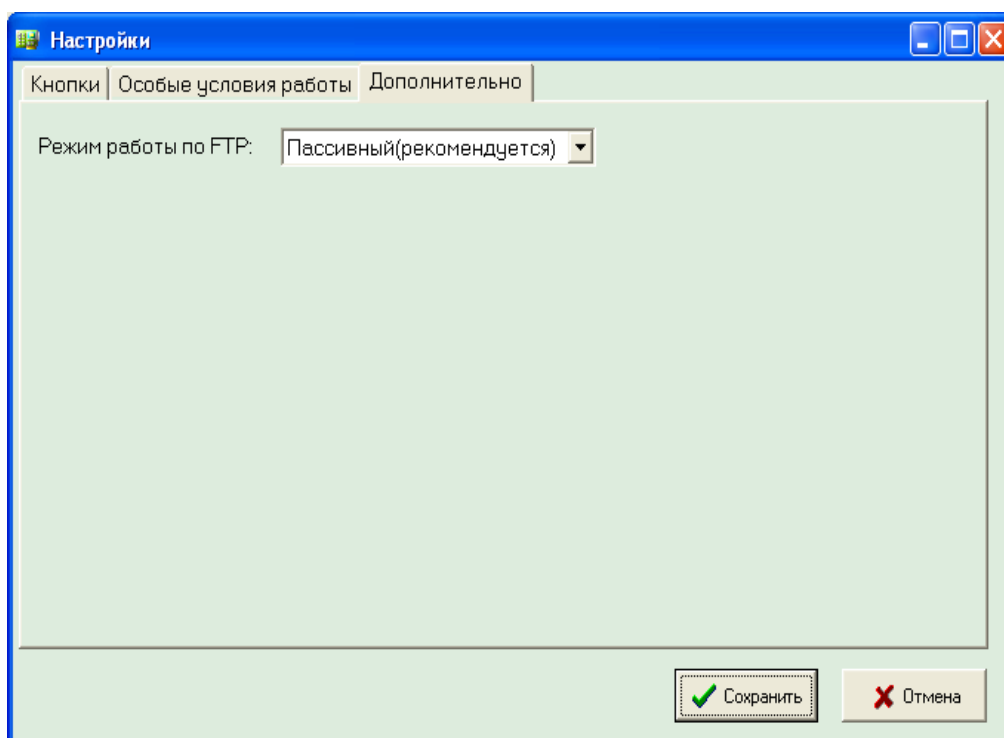 Настройки
Кнопки Особые условия работы Дополнительно
Режим работы по FTP: Пассивный(рекомендуется)
Сохранить Отмена